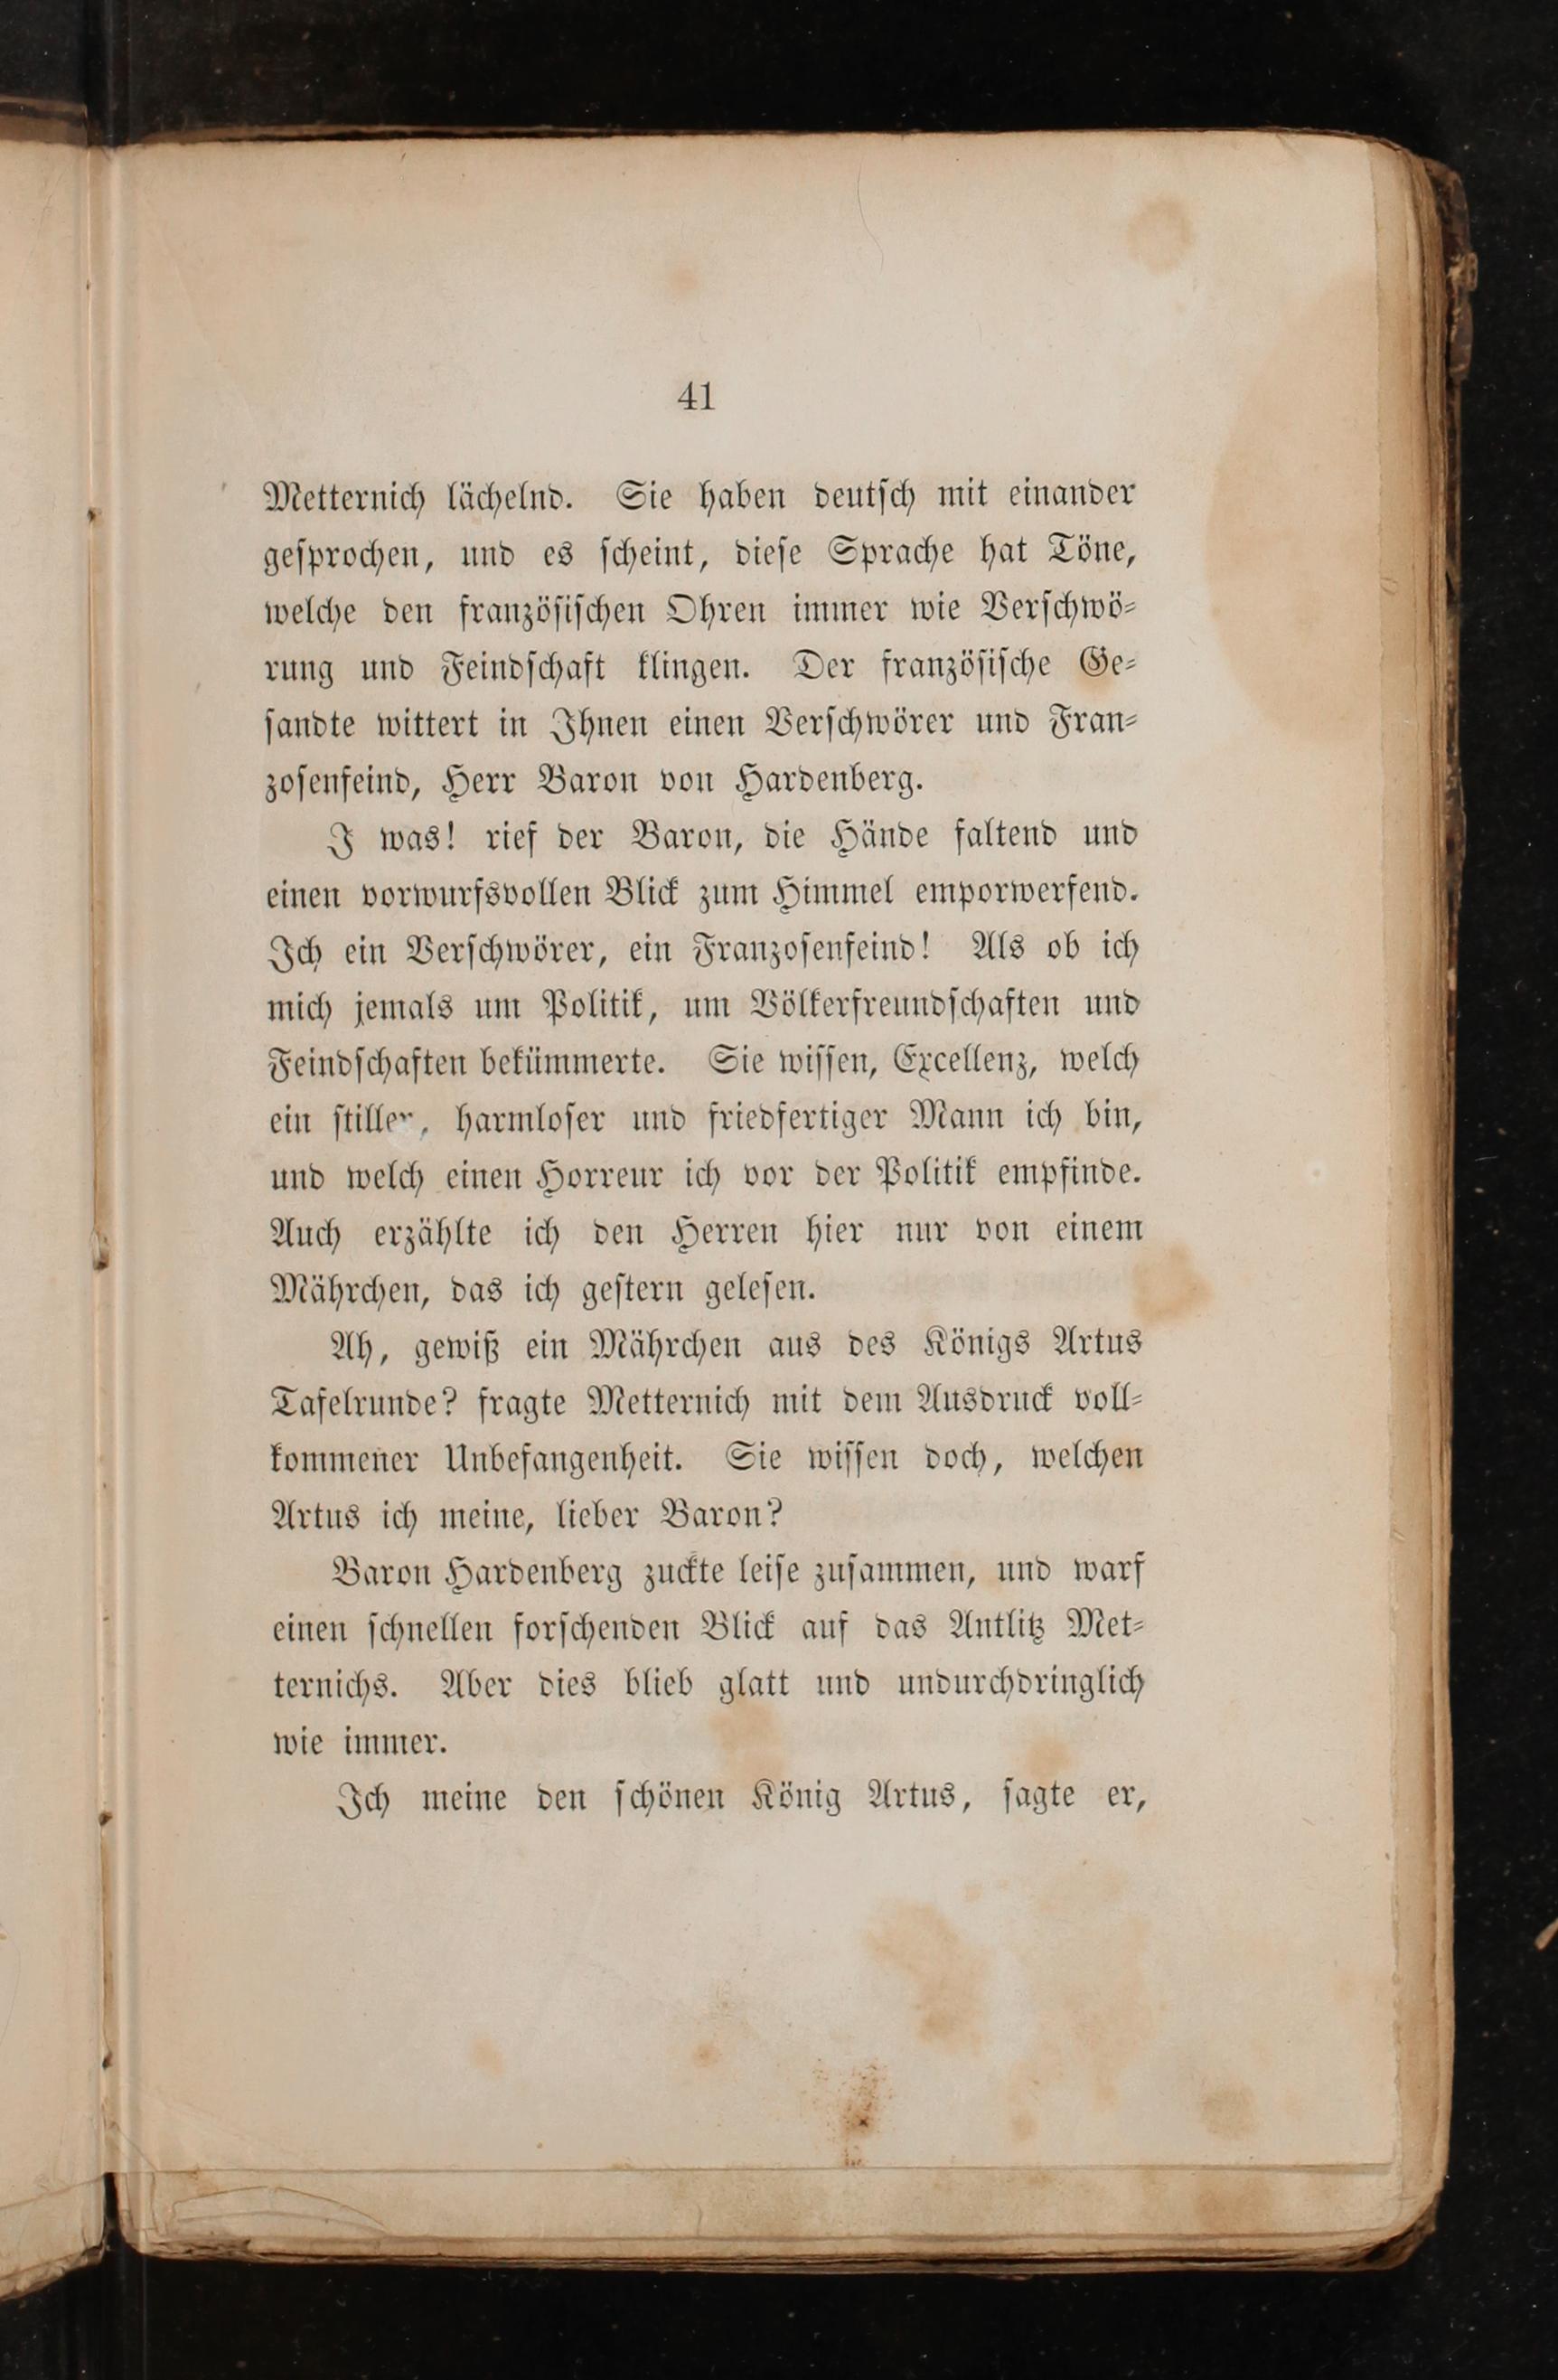 41
Metternich lächelnd. Sie haben deutſch mit einander
geſprochen, und es ſcheint, dieſe Sprache hat Töne,
welche den franzöſiſchen Ohren immer wie Verſchwö⸗
rung und Feindſchaft klingen. Der franzöſiſche Ge⸗
ſandte wittert in Ihnen einen Verſchwörer und Fran⸗
zoſenfeind, Herr Baron von Hardenberg.
I was! rief der Baron, die Hände faltend und
einen vorwurfsvollen Blick zum Himmel emporwerfend.
Ich ein Verſchwörer, ein Franzoſenfeind! Als ob ich
mich jemals um Politik, um Völkerfreundſchaften und
Feindſchaften bekümmerte. Sie wiſſen, Excellenz, welch
ein ſtiller, harmloſer und friedfertiger Mann ich bin,
und welch einen Horreur ich vor der Politik empfinde.
Auch erzählte ich den Herren hier nur von einem
Mährchen, das ich geſtern geleſen.
Ah, gewiß ein Mährchen aus des Königs Artus
Tafelrunde? fragte Metternich mit dem Ausdruck voll⸗
kommener Unbefangenheit. Sie wiſſen doch, welchen
Artus ich meine, lieber Baron?
Baron Hardenberg zuckte leiſe zuſammen, und warf
einen ſchnellen forſchenden Blick auf das Antlitz Met⸗
ternichs. Aber dies blieb glatt und undurchdringlich
wie immer.
Ich meine den ſchönen König Artus, ſagte er,